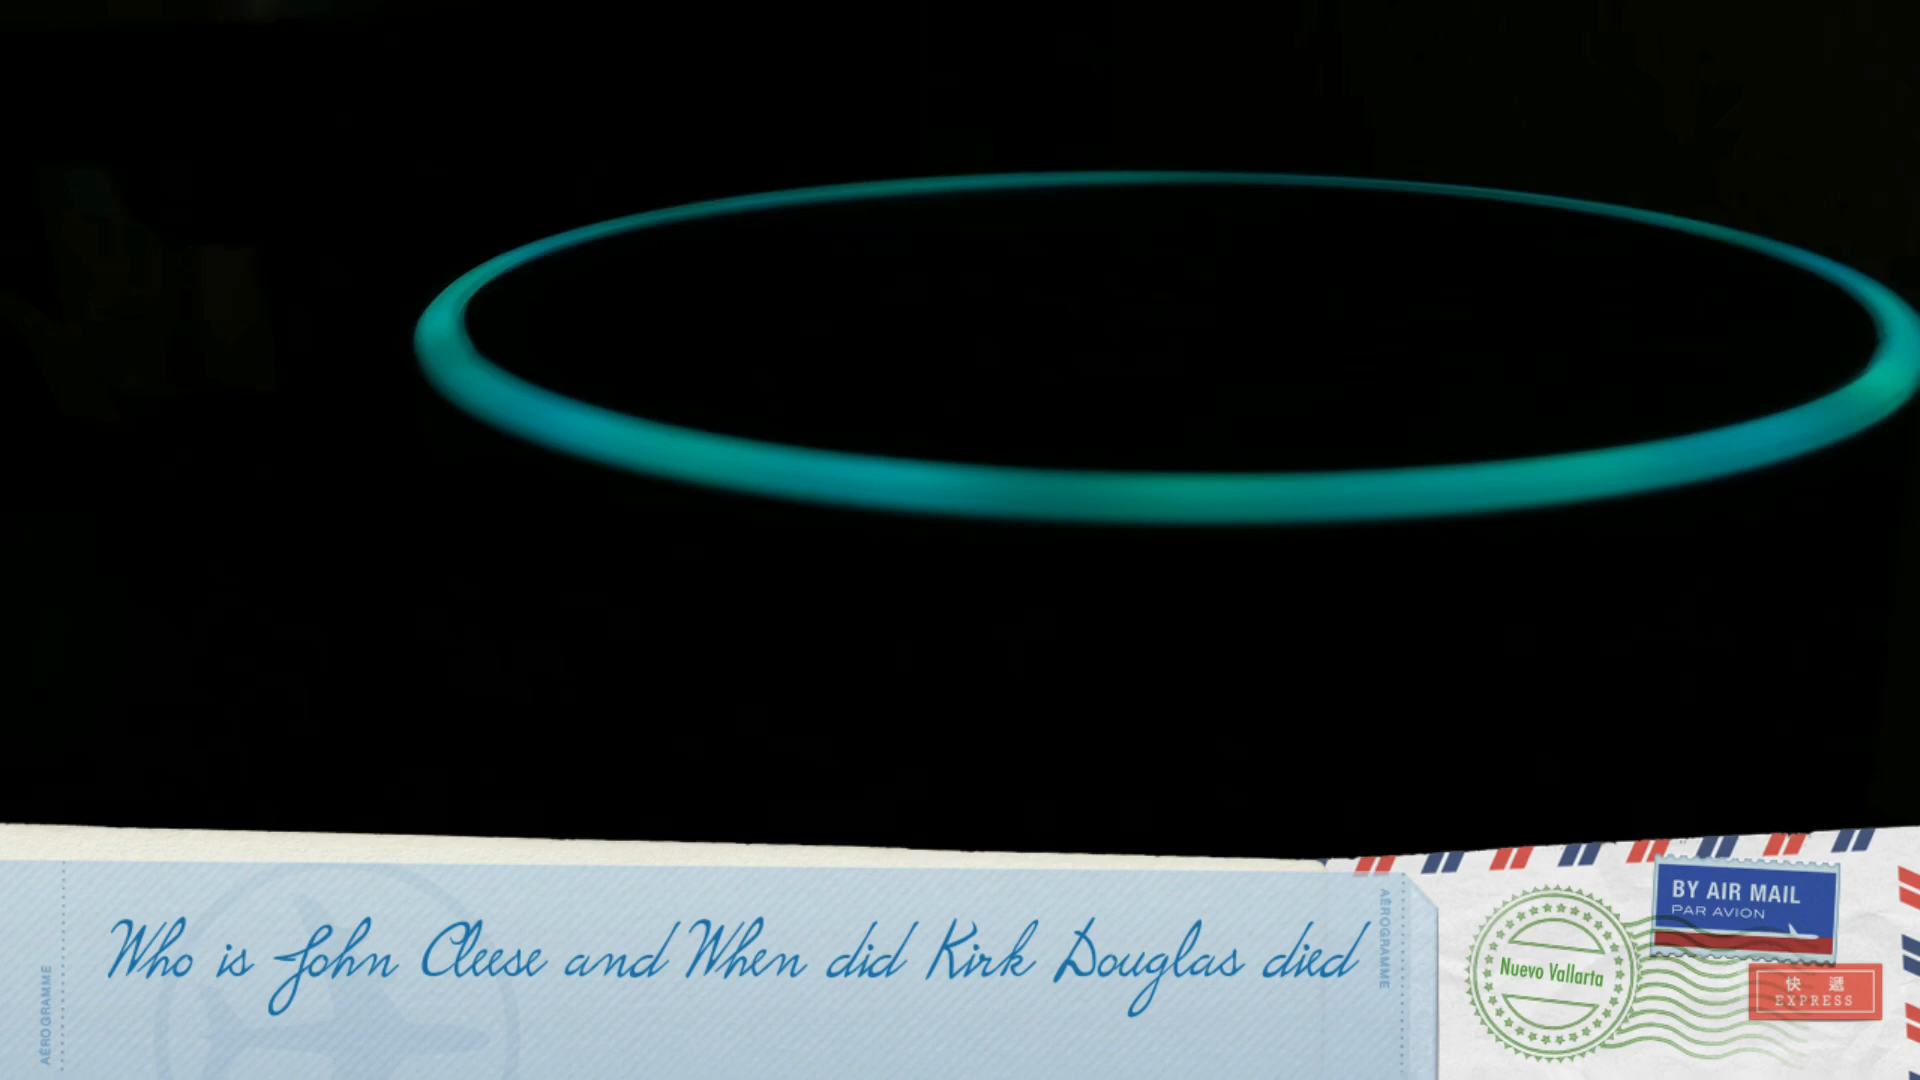 Who is John Cleese and When did Kirk Douglas died
AÉROGRAMME
AÉROGRAMME
Nuevo Vallarta
BY AIR MAIL
PAR AVION
快 遞
EXPRESS